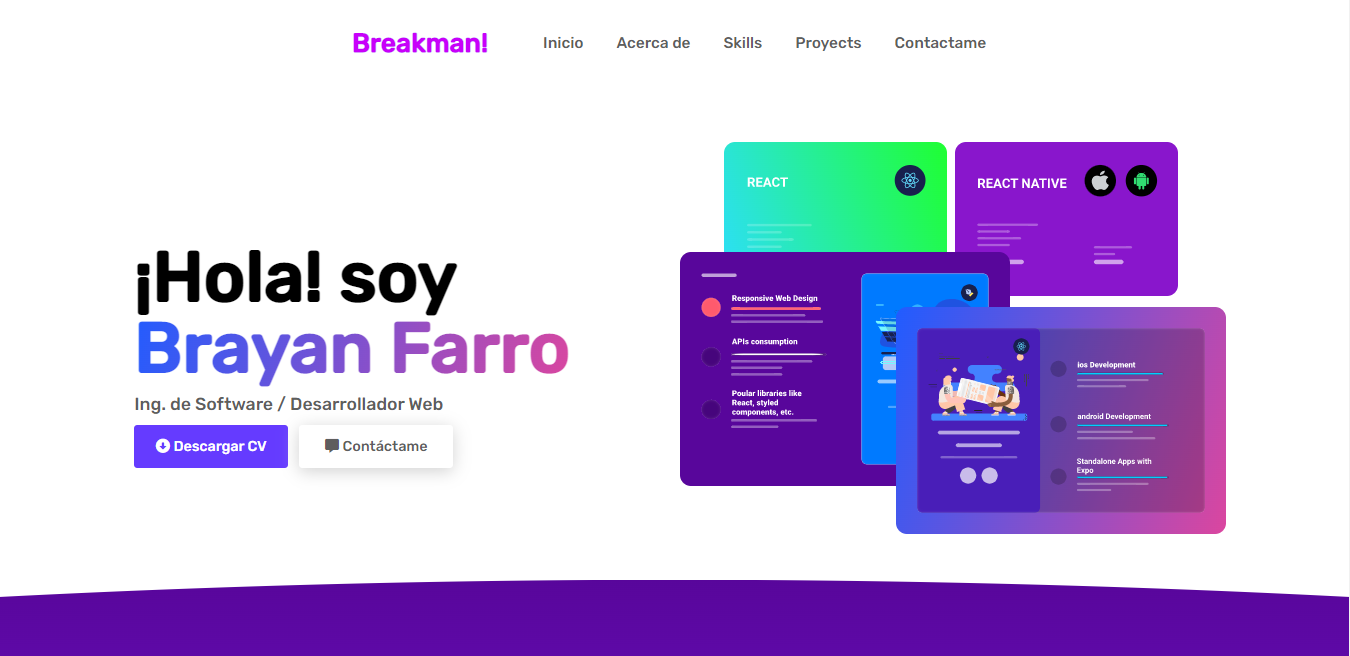 Breakman!
Inicio
Acerca de
Skills
Proyects
Contactame
¡Hola! soy
Brayan Farro
Ing. de Software / Desarrollador Web
Descargar CV
Contáctame
REACT
REACT NATIVE
Responsive Web Design
APIs consumption
Poular libraries like
React, styled
components, etc.
ios Development
android Development
Standalone Apps with
Expo